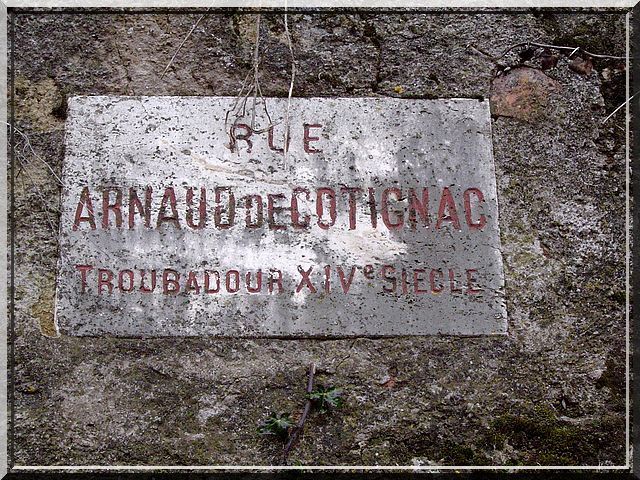 RUE
ARNAUD DE COTIGNAC
TROUBADOUR XIVe SIECLE